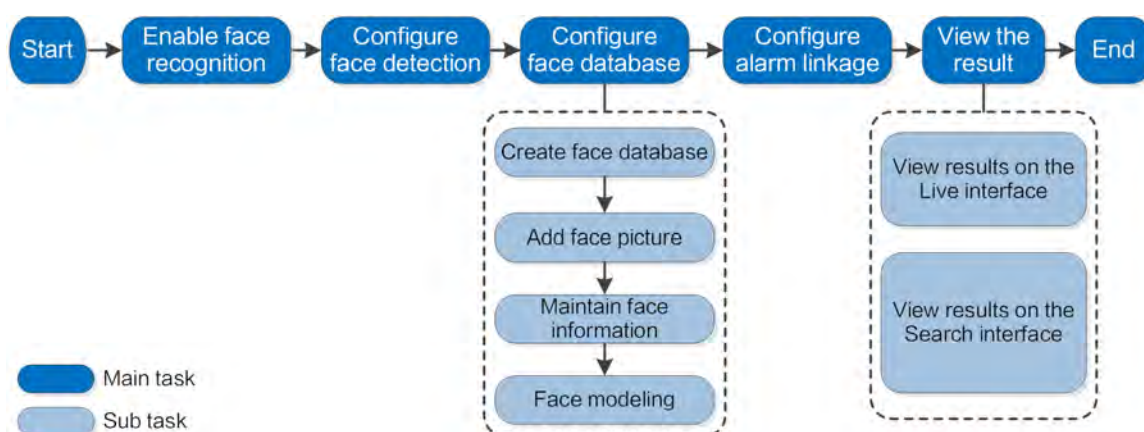 Start
Enable face
recognition
Configure
face detection
Configure
face database
Configure
alarm linkage
View the
result
End
Create face database
Add face picture
Maintain face
information
Face modeling
View results on the
Live interface
View results on the
Search interface
Main task
Sub task